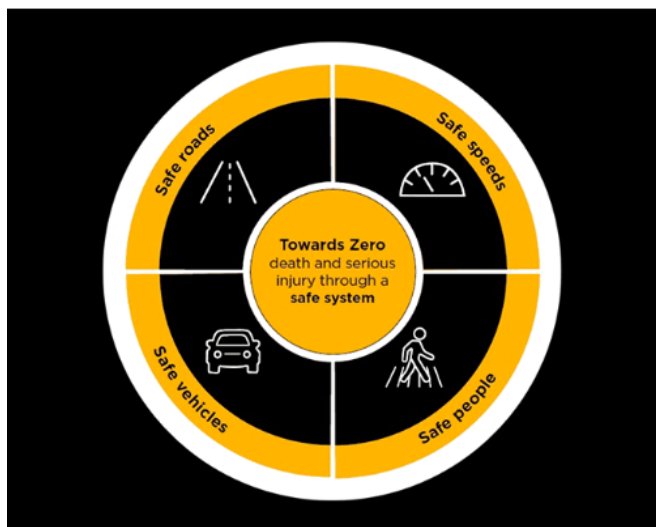 Safe roads
Safe speeds
Towards Zero
death and serious
injury through a
safe system
Safe vehicles
Safe people